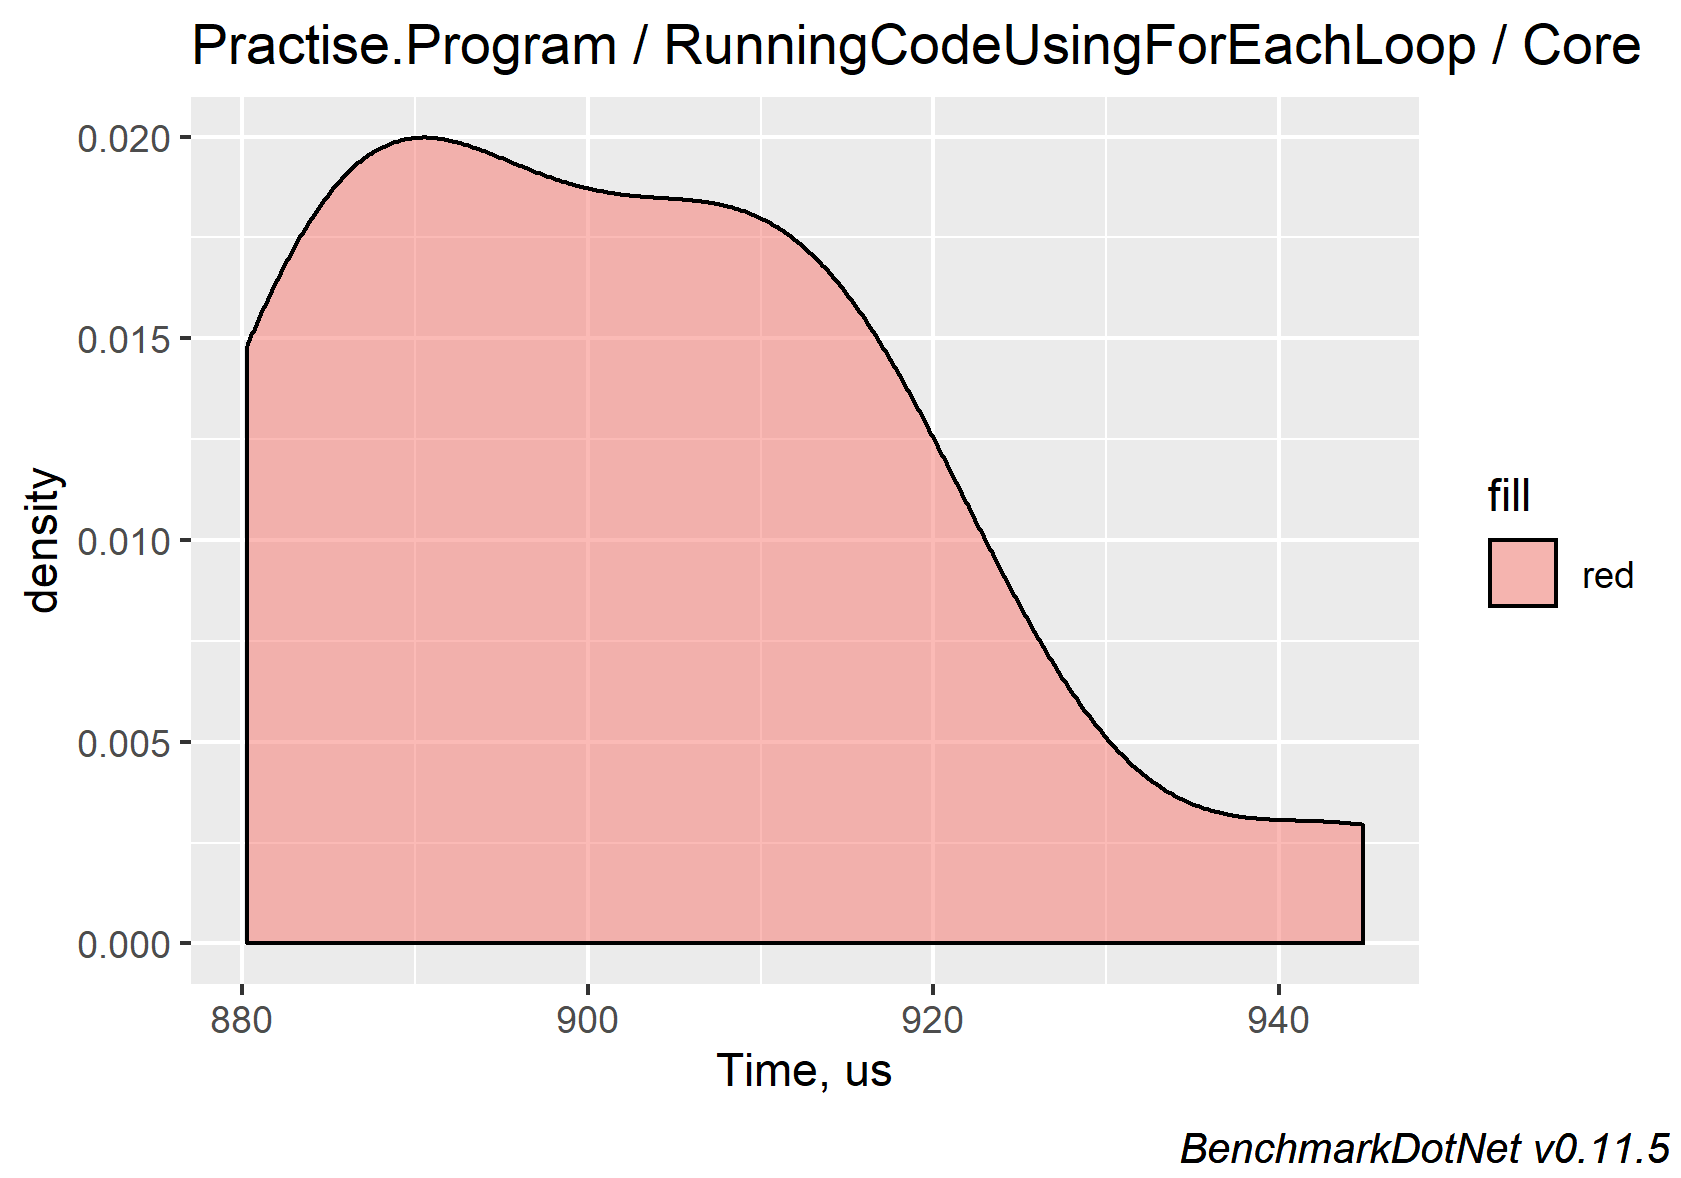 Practise.Program / RunningCodeUsingForEachLoop / Core
0.020
0.015
0.010
0.005
0.000
density
880 900 920 940
Time, us
fill
red
BenchmarkDotNet v0.11.5